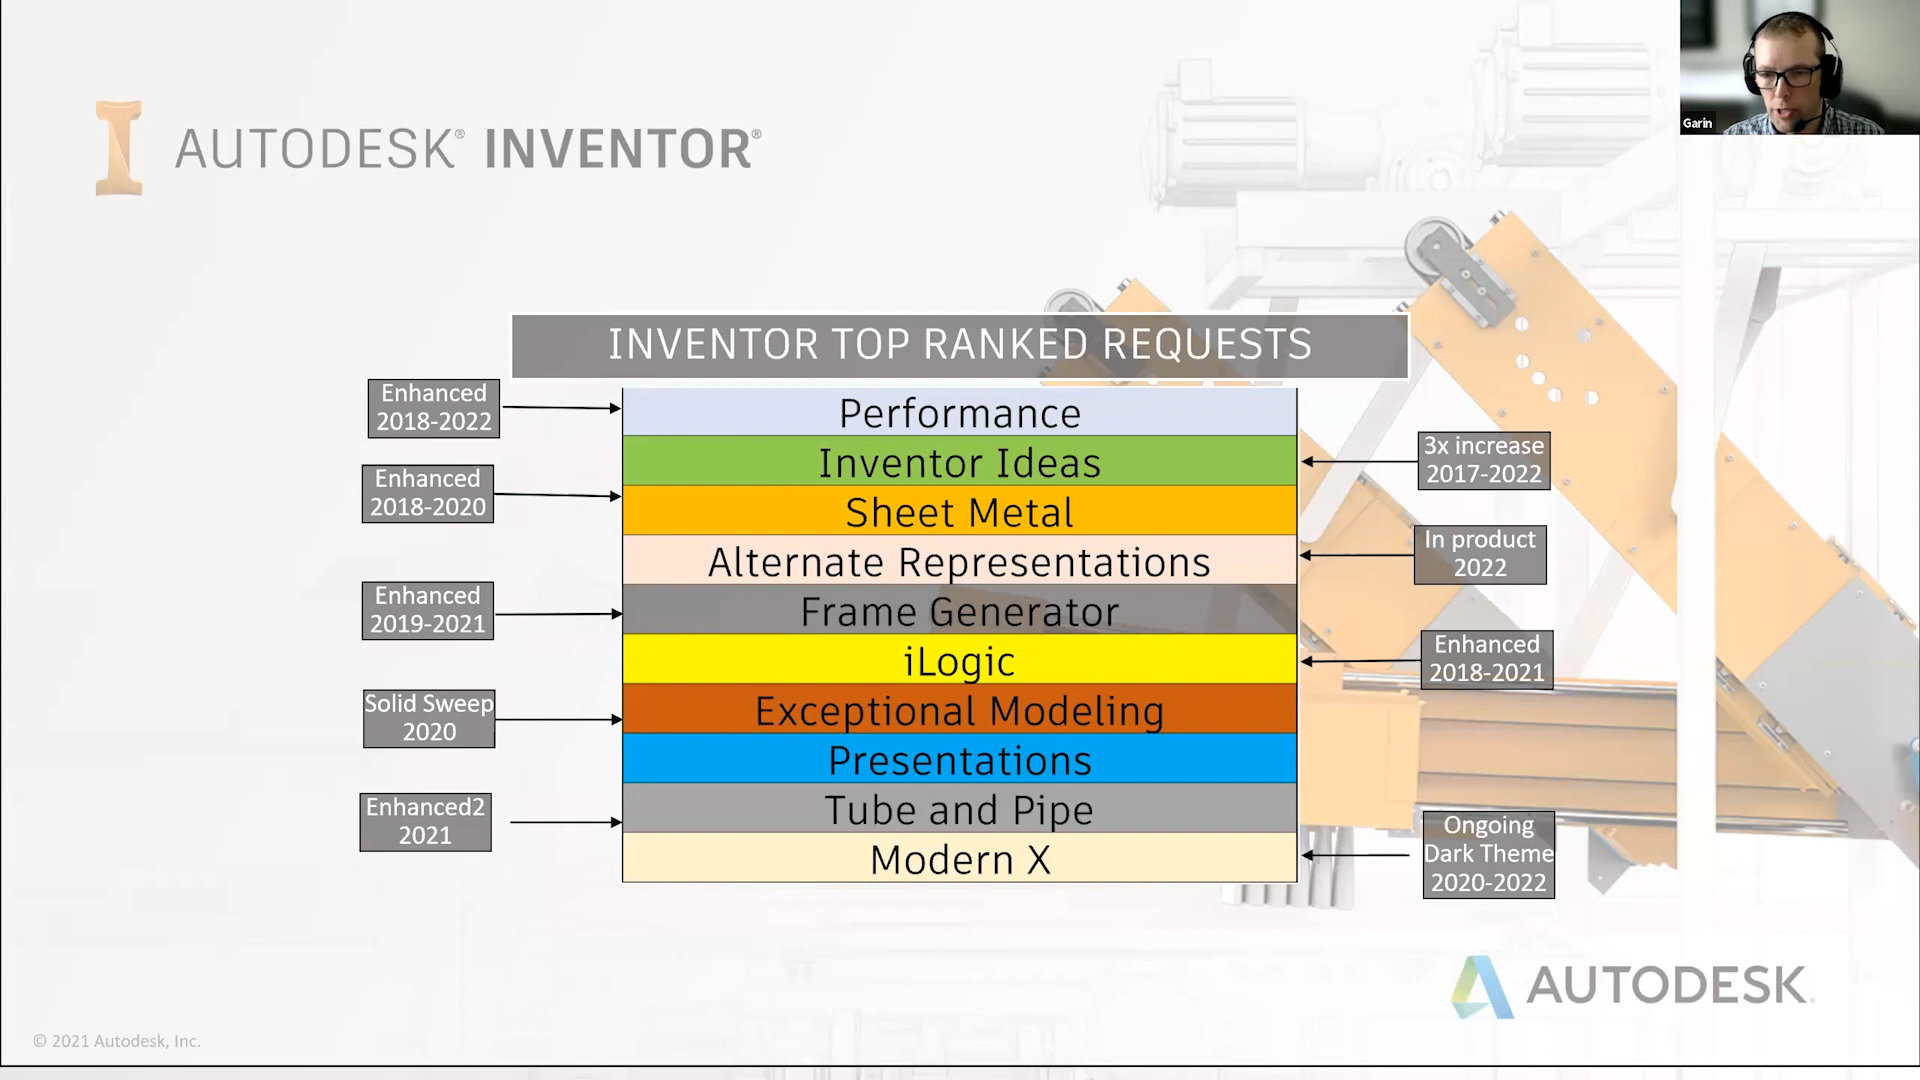 AUTODESK® INVENTOR®
Garin
INVENTOR TOP RANKED REQUESTS
Enhanced
2018-2022
Performance
Inventor Ideas
3x increase
2017-2022
Enhanced
2018-2020
Sheet Metal
Alternate Representations
In product
2022
Enhanced
2019-2021
Frame Generator
iLogic
Enhanced
2018-2021
Solid Sweep
2020
Exceptional Modeling
Presentations
Enhanced2
2021
Tube and Pipe
Modern X
Ongoing
Dark Theme
2020-2022
AUTODESK.
© 2021 Autodesk, Inc.